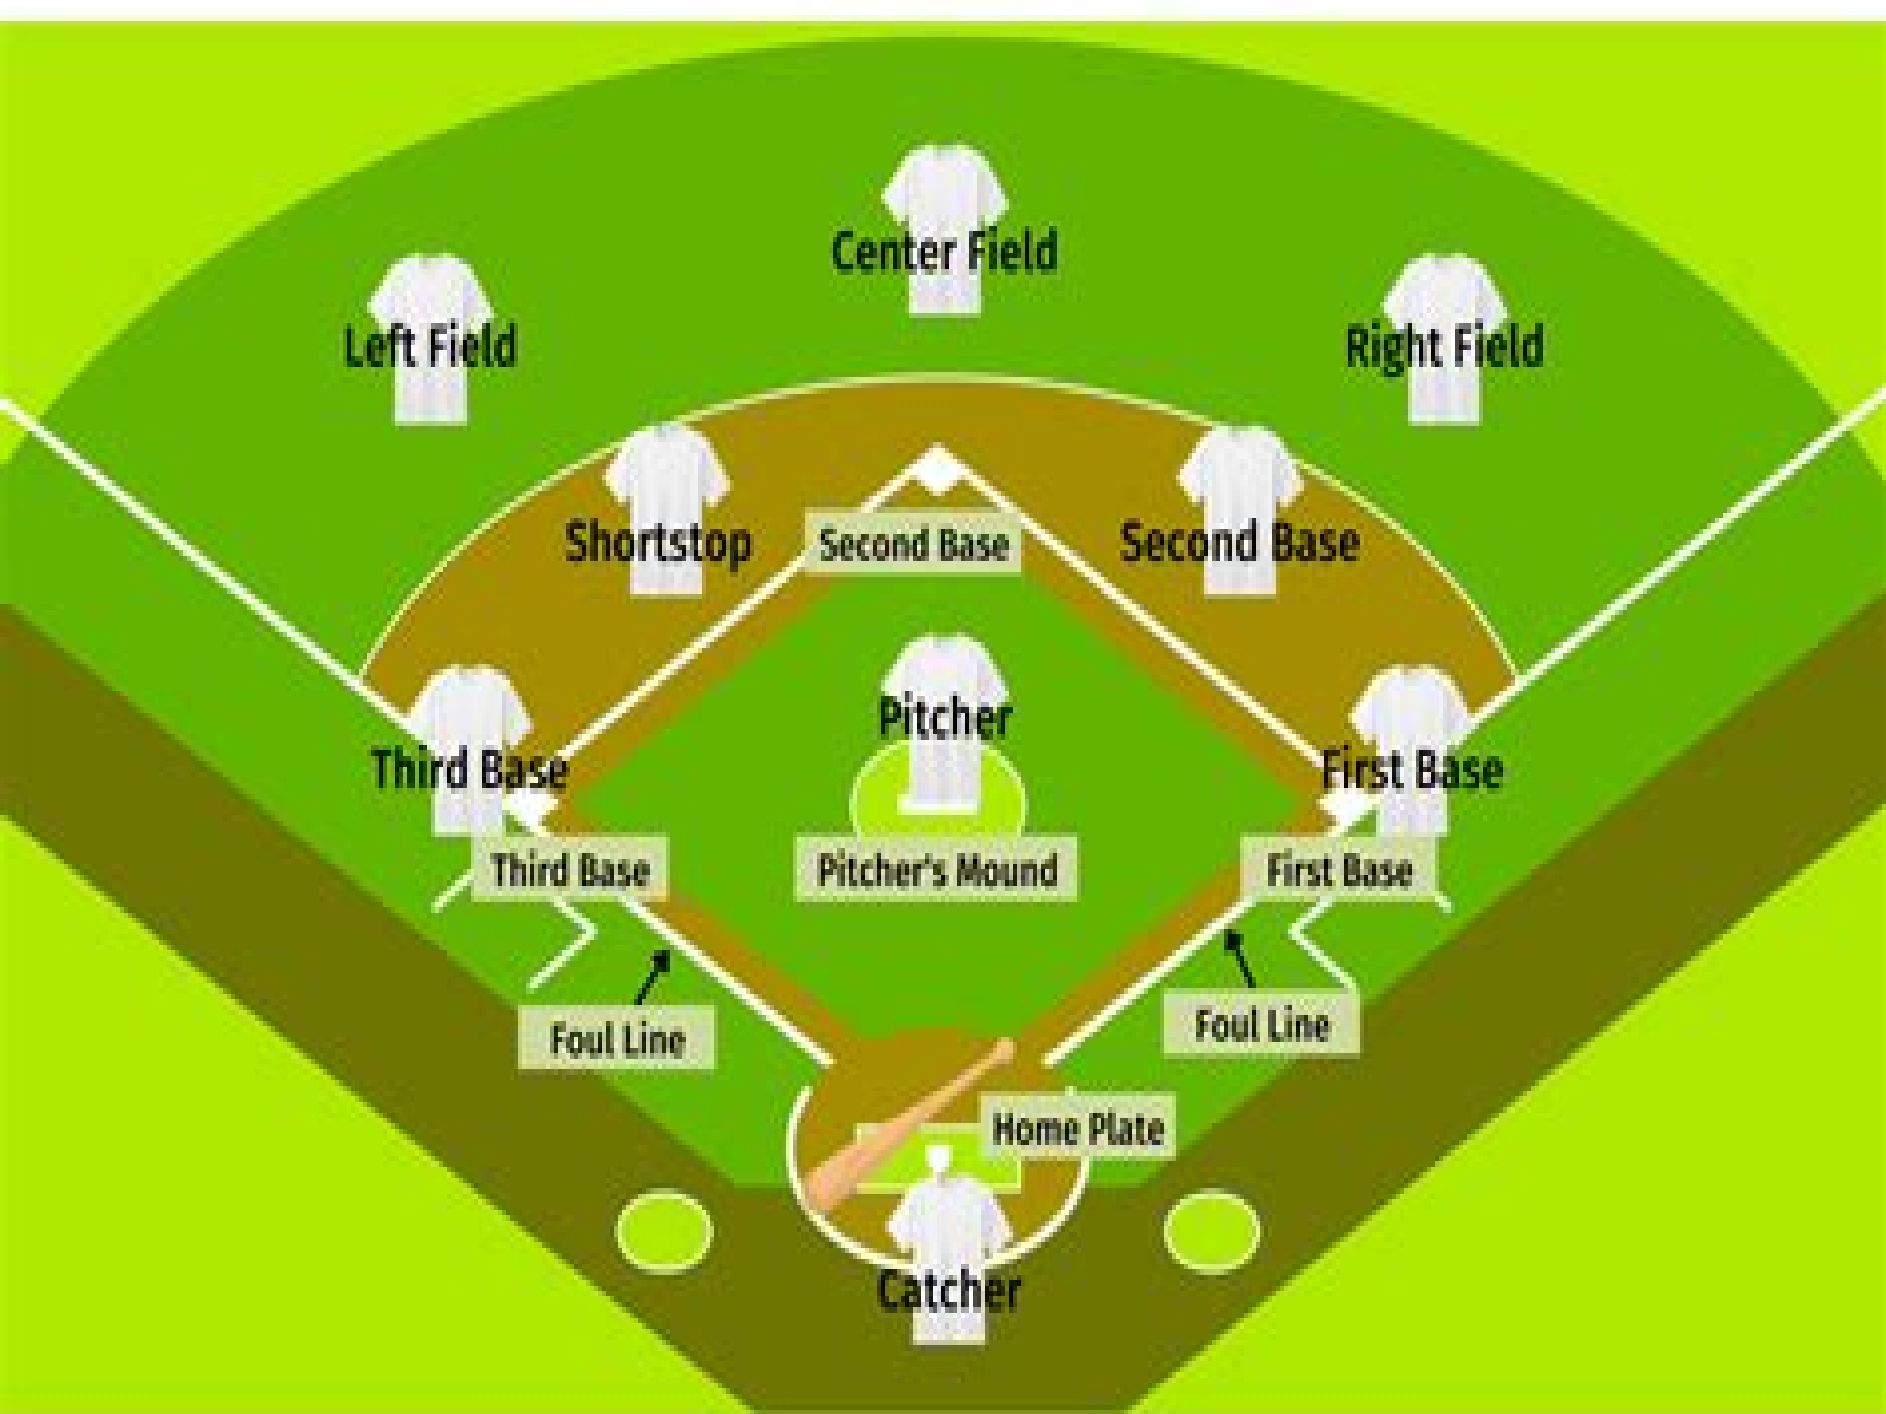 Center Field
Left Field
Right Field
Shortstop
Second Base
Second Base
Pitcher
Third Base
First Base
Third Base
Pitcher's Mound
First Base
Foul Line
Foul Line
Home Plate
Catcher